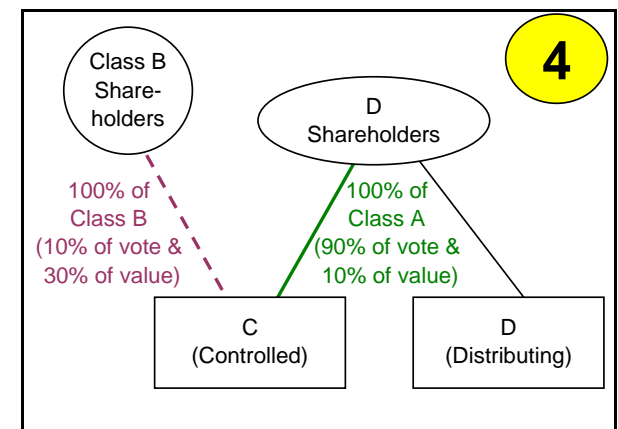 4
Class B
Share-
holders
D
Shareholders
100% of
Class B
(10% of vote &
30% of value)
100% of
Class A
(90% of vote &
10% of value)
C
(Controlled)
D
(Distributing)